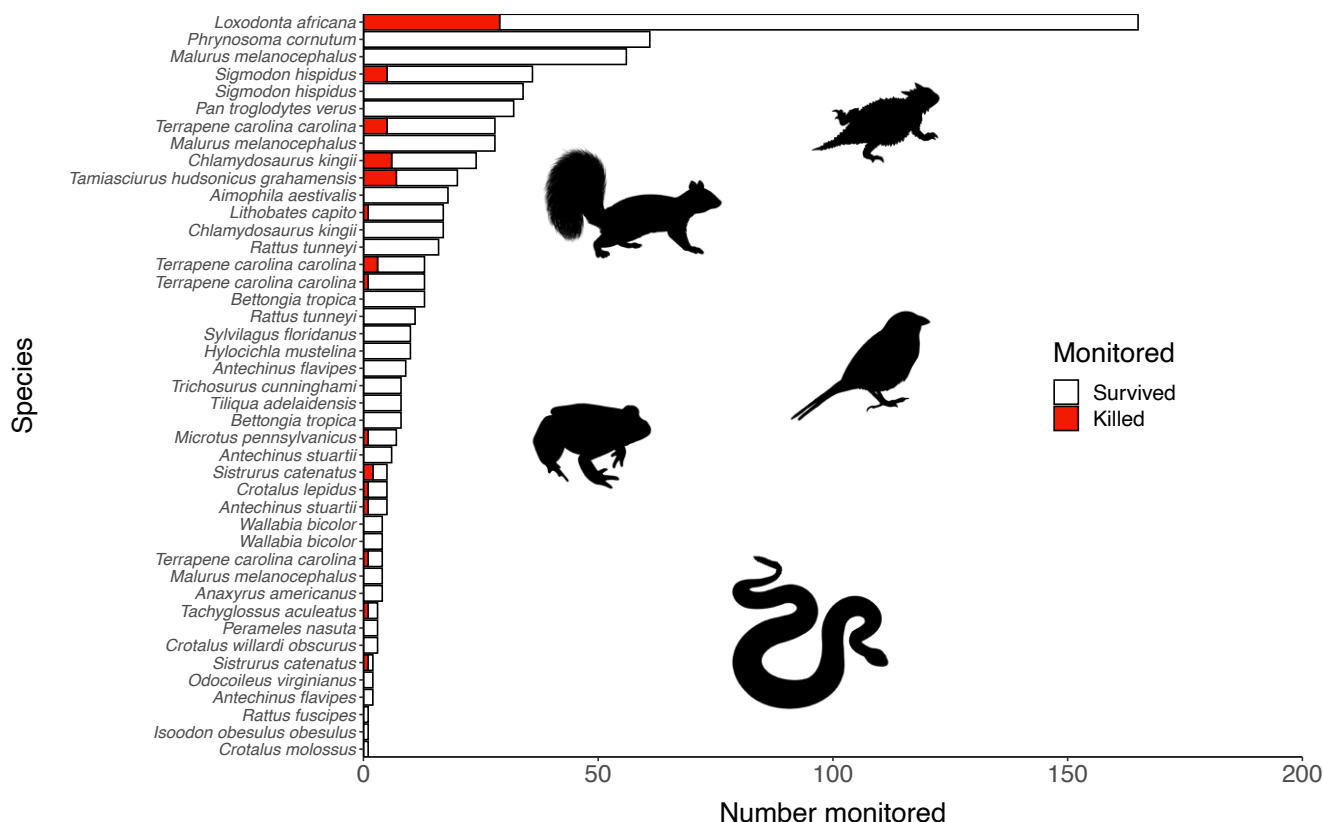 Species
Loxodonta africana
Phrynosoma cornutum
Malurus melanocephalus
Sigmodon hispidus
Sigmodon hispidus
Pan troglodytes verus
Terrapene carolina carolina
Malurus melanocephalus
Chlamydosaurus kingii
Tamiasciurus hudsonicus grahamensis
Aimophila aestivalis
Lithobates capito
Chlamydosaurus kingii
Rattus tunneyi
Terrapene carolina carolina
Terrapene carolina carolina
Bettongia tropica
Rattus tunneyi
Sylvilagus floridanus
Hylocichla mustelina
Antechinus flavipes
Trichosurus cunninghami
Tiliqua adelaidensis
Bettongia tropica
Microtus pennsylvanicus
Antechinus stuartii
Sistrurus catenatus
Crotalus lepidus
Antechinus stuartii
Wallabia bicolor
Wallabia bicolor
Terrapene carolina carolina
Malurus melanocephalus
Anaxyrus americanus
Tachyglossus aculeatus
Perameles nasuta
Crotalus willardi obscurus
Sistrurus catenatus
Odocoileus virginianus
Antechinus flavipes
Rattus fuscipes
Isoodon obesulus obesulus
Crotalus molossus
0 50 100 150 200
Number monitored
Monitored
Survived
Killed